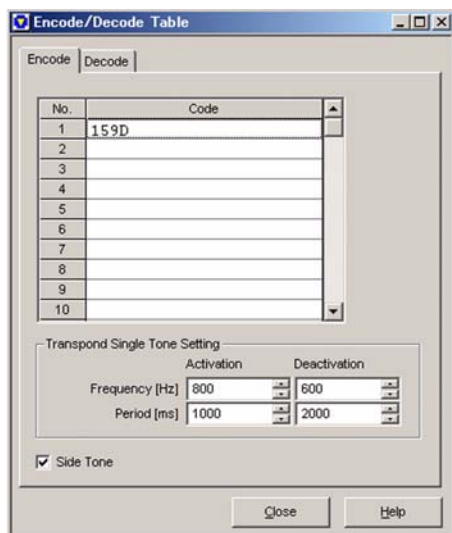 Encode/Decode Table
Encode Decode
No. Code
1 159D
2
3
4
5
6
7
8
9
10
Transpond Single Tone Setting
Activation Deactivation
Frequency [Hz] 800 600
Period [ms] 1000 2000
Side Tone
Close Help